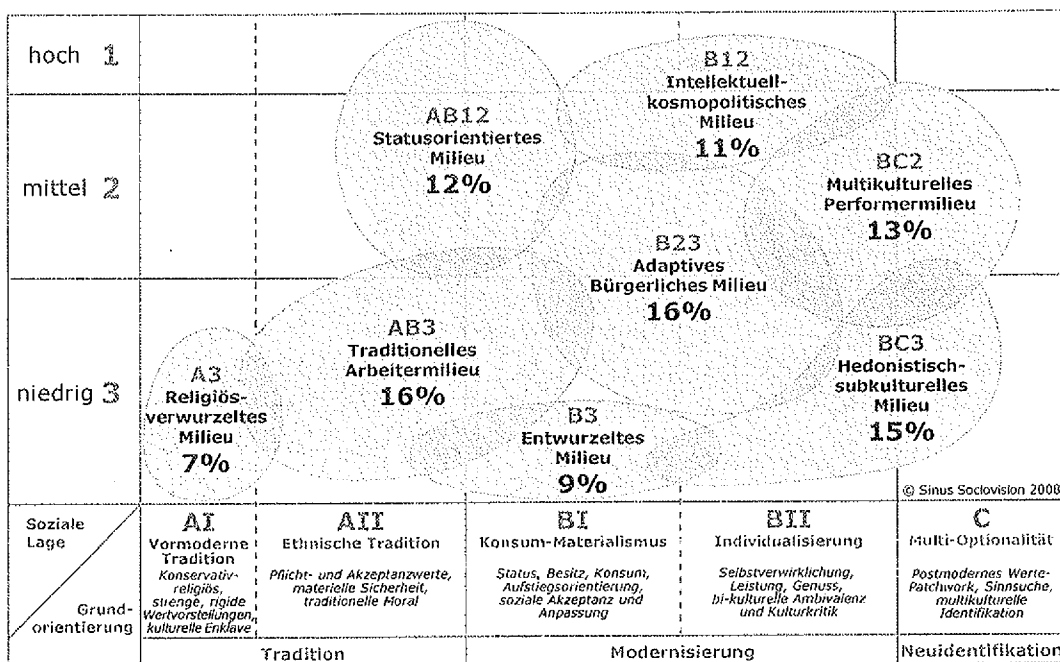 hoch 1
mittel 2
niedrig 3
B12
Intellektuell-
kosmopolitisches
Milieu
11%
AB12
Statusorientiertes
Milieu
12%
BC2
Multikulturelles
Performermilieu
13%
B23
Adaptives
Bürgerliches Milieu
16%
AB3
Traditionelles
Arbeitermilieu
16%
BC3
Hedonistisch-
subkulturelles
Milieu
15%
A3
Religiös-
verwurzeltes
Milieu
7%
B3
Entwurzeltes
Milieu
9%
© Sinus Sociovision 2008
Soziale
Lage
Grund-
orientierung
AI
Vormoderne
Tradition
Konservativ-
religiös,
strenge, rigide
Wertvorstellungen,
kulturelle Enklave
AII
Ethnische Tradition
Pflicht- und Akzeptanzwerte,
materielle Sicherheit,
traditionelle Moral
BI
Konsum-Materialismus
Status, Besitz, Konsum,
Aufstiegsorientierung,
soziale Akzeptanz und
Anpassung
BII
Individualisierung
Selbstverwirklichung,
Leistung, Genuss,
bi-kulturelle Ambivalenz
und Kulturkritik
C
Multi-Optionalität
Postmodernes Werte-
Patchwork, Sinnsuche,
multikulturelle
Identifikation
Tradition
Modernisierung
Neuidentifikation